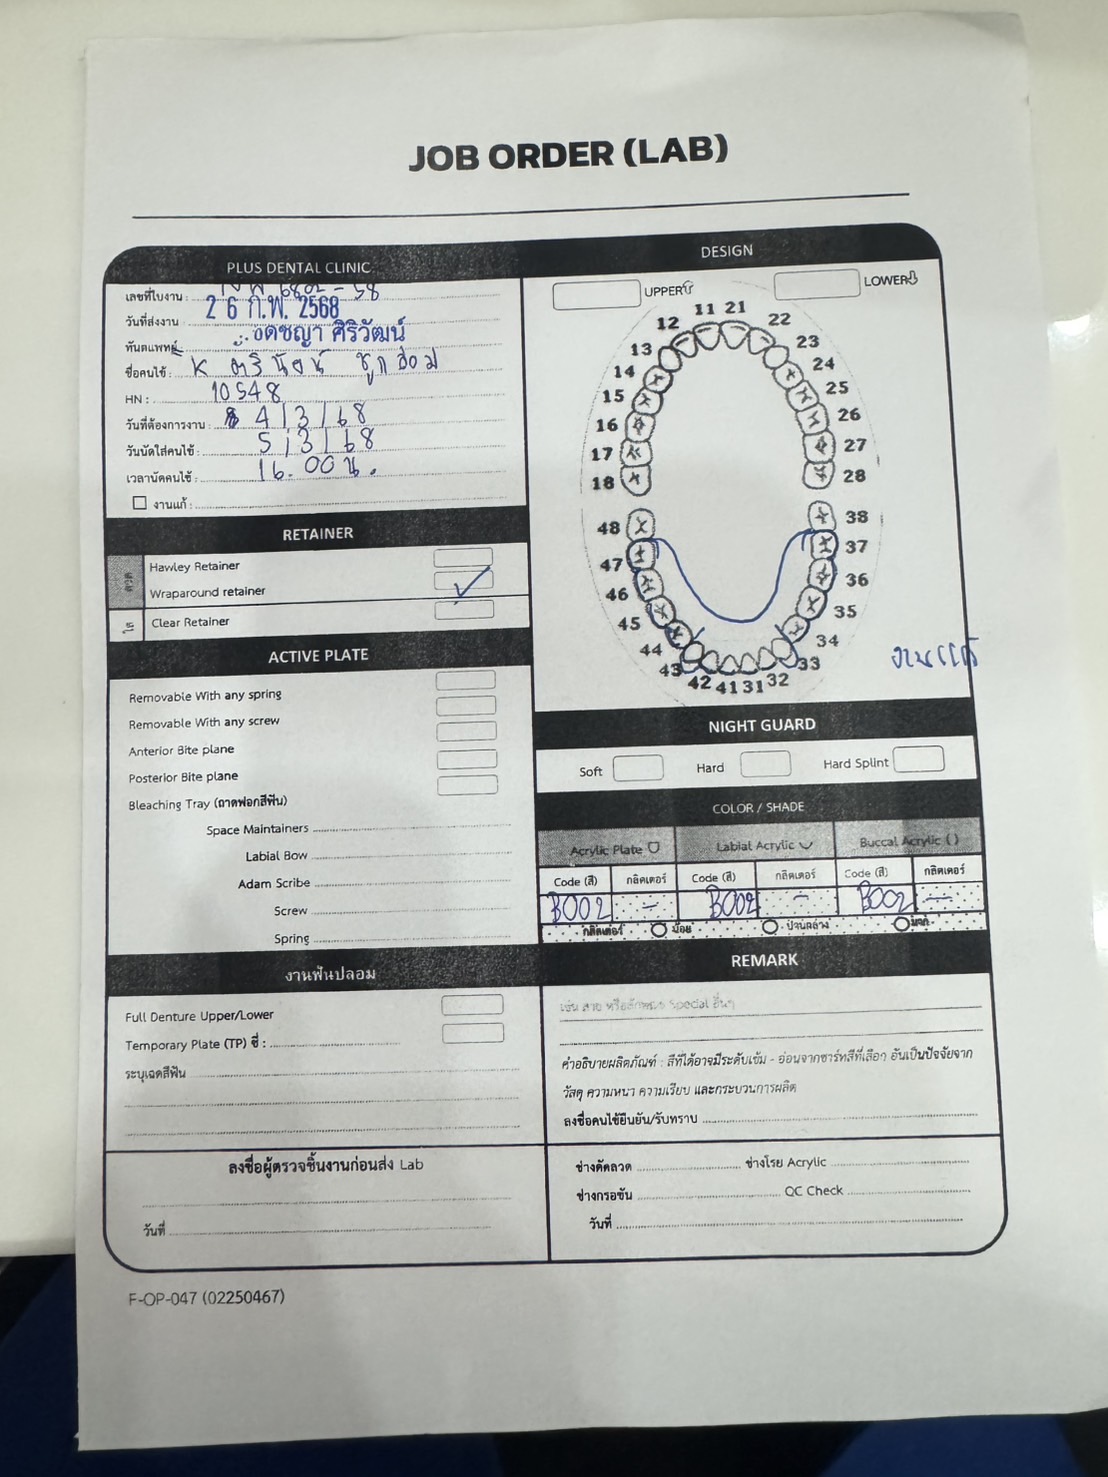 JOB ORDER (LAB)
PLUS DENTAL CLINIC
เลขที่ใบงาน : 6802 - 58
วันที่ส่งงาน : 2 6 ก.พ. 2568
ทันตแพทย์ ศิริวัฒน์
ชื่อคนไข้ : K
HN : 10548
วันที่ต้องการงาน : 4/3/68
วันนัดใส่คนไข้ : 5/3/68
เวลานัดคนไข้ : 16.00 น.
งานแก้ :
RETAINER
ลวด
Hawley Retainer
Wraparound retainer ✓
ใส
Clear Retainer
ACTIVE PLATE
Removable With any spring
Removable With any screw
Anterior Bite plane
Posterior Bite plane
Bleaching Tray (ถาดฟอกสีฟัน)
Space Maintainers
Labial Bow
Adam Scribe
Screw
Spring
งานฟันปลอม
Full Denture Upper/Lower
Temporary Plate (TP) ซี่ :
ระบุเฉดสีฟัน
ลงชื่อผู้ตรวจชิ้นงานก่อนส่ง Lab
วันที่
DESIGN
UPPER LOWER
11 21
12 22
13 23
14 24
15 25
16 26
17 27
18 28
48 38
47 37
46 36
45 35
44 34
43 33
42 41 31 32
NIGHT GUARD
Soft Hard Hard Splint
COLOR / SHADE
Acrylic Plate Labial Acrylic Buccal Acrylic ( )
Code (สี) กลิตเตอร์ Code (สี) กลิตเตอร์ Code (สี) กลิตเตอร์
B002 - B002 - B002 -
กลิตเตอร์ น้อย ปานกลาง มาก
REMARK
เช่น ลาย หรือลักษณะ Special อื่นๆ
คำอธิบายผลิตภัณฑ์ : สีที่ได้อาจมีระดับเข้ม - อ่อนจากชาร์ทสีที่เลือก อันเป็นปัจจัยจาก
วัสดุ ความหนา ความเรียบ และกระบวนการผลิต
ลงชื่อคนไข้ยืนยัน/รับทราบ
ช่างดัดลวด ช่างโรย Acrylic
ช่างกรอขัน QC Check
วันที่
F-OP-047 (02250467)